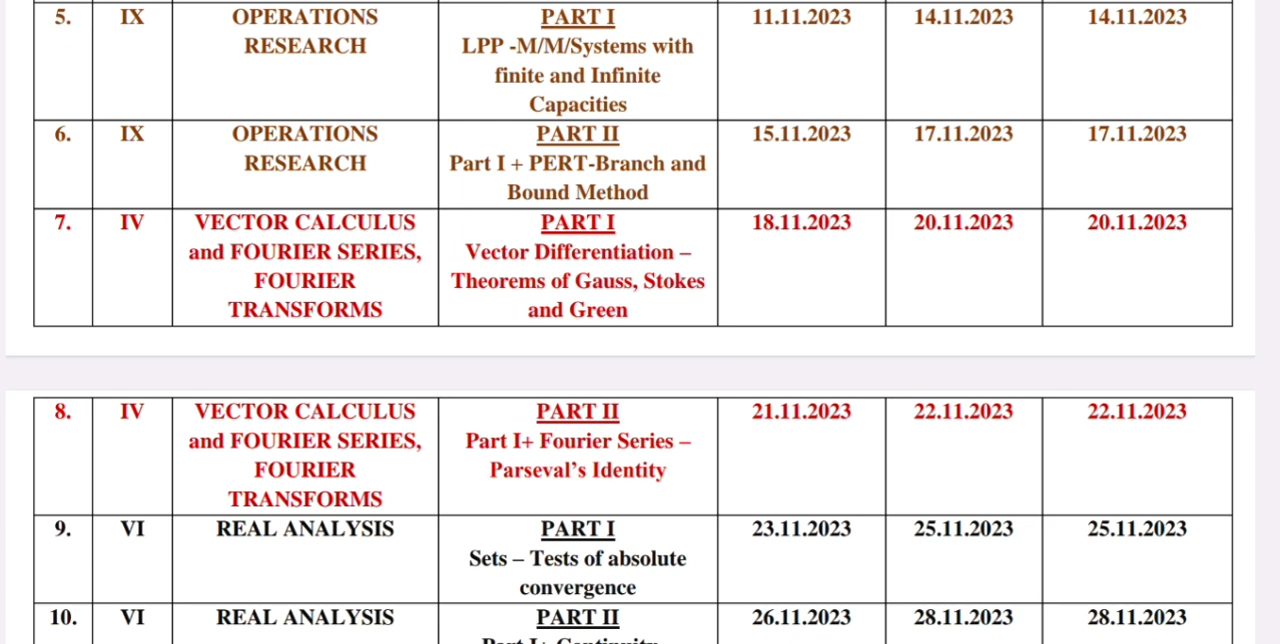 5. IX OPERATIONS RESEARCH PART I 11.11.2023 14.11.2023 14.11.2023
LPP -M/M/Systems with
finite and Infinite
Capacities
6. IX OPERATIONS RESEARCH PART II 15.11.2023 17.11.2023 17.11.2023
Part I + PERT-Branch and
Bound Method
7. IV VECTOR CALCULUS and FOURIER SERIES, FOURIER TRANSFORMS PART I 18.11.2023 20.11.2023 20.11.2023
Vector Differentiation –
Theorems of Gauss, Stokes
and Green
8. IV VECTOR CALCULUS and FOURIER SERIES, FOURIER TRANSFORMS PART II 21.11.2023 22.11.2023 22.11.2023
Part I+ Fourier Series –
Parseval’s Identity
9. VI REAL ANALYSIS PART I 23.11.2023 25.11.2023 25.11.2023
Sets – Tests of absolute
convergence
10. VI REAL ANALYSIS PART II 26.11.2023 28.11.2023 28.11.2023